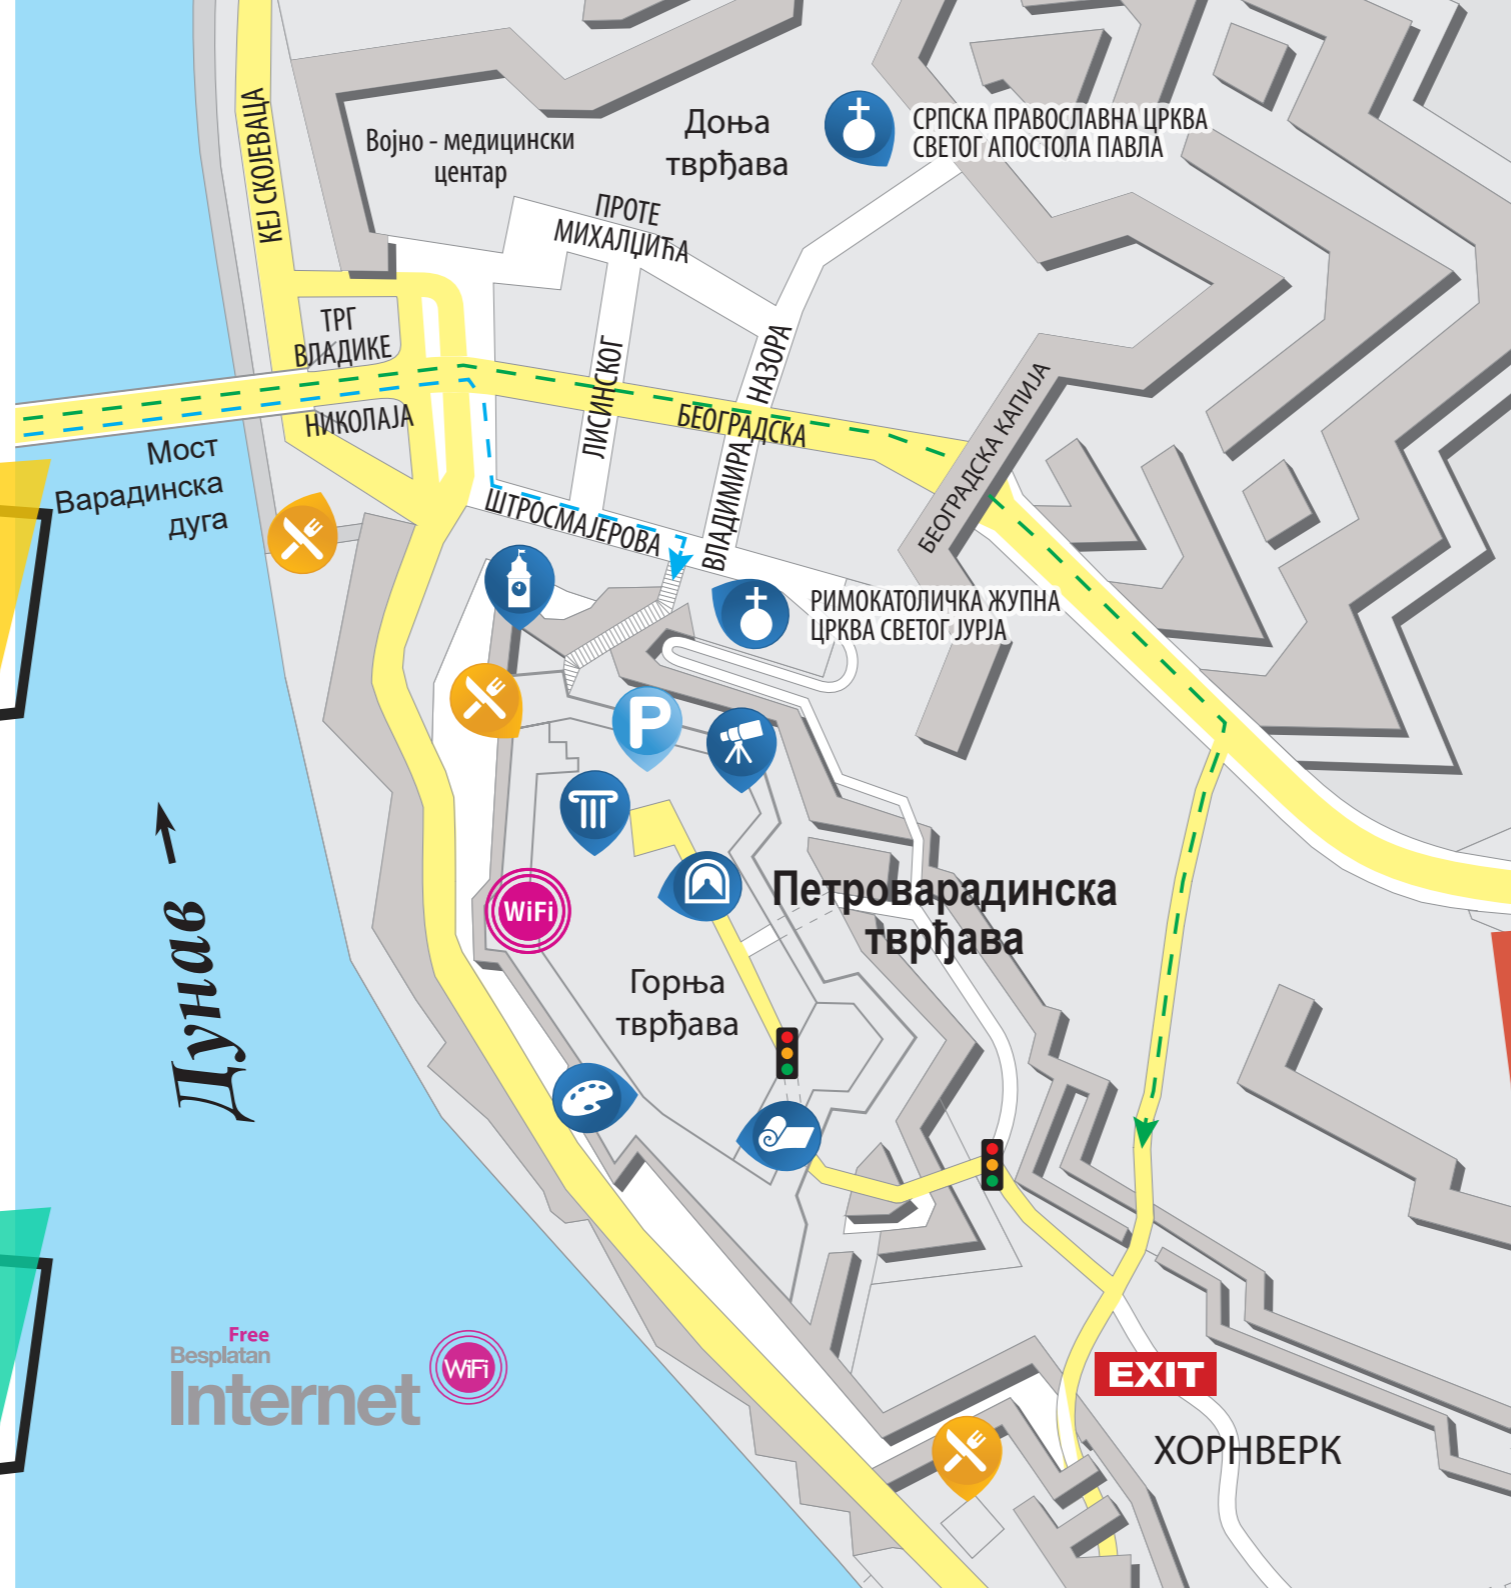 КЕЈ СКОЈЕВАЦА
Војно - медицински
центар
Доња
тврђава
СРПСКА ПРАВОСЛАВНА ЦРКВА
СВЕТОГ АПОСТОЛА ПАВЛА
ПРОТЕ
МИХАЛЏИЋА
ТРГ
ВЛАДИКЕ
НИКОЛАЈА
ЛИСИНСКОГ
ВЛАДИМИРА НАЗОРА
БЕОГРАДСКА
БЕОГРАДСКА КАПИЈА
Мост
Варадинска
дуга
ШТРОСМАЈЕРОВА
РИМОКАТОЛИЧКА ЖУПНА
ЦРКВА СВЕТОГ ЈУРЈА
P
WiFi
Петроварадинска
тврђава
Горња
тврђава
Дунав
Free
Besplatan
Internet
WiFi
EXIT
ХОРНВЕРК